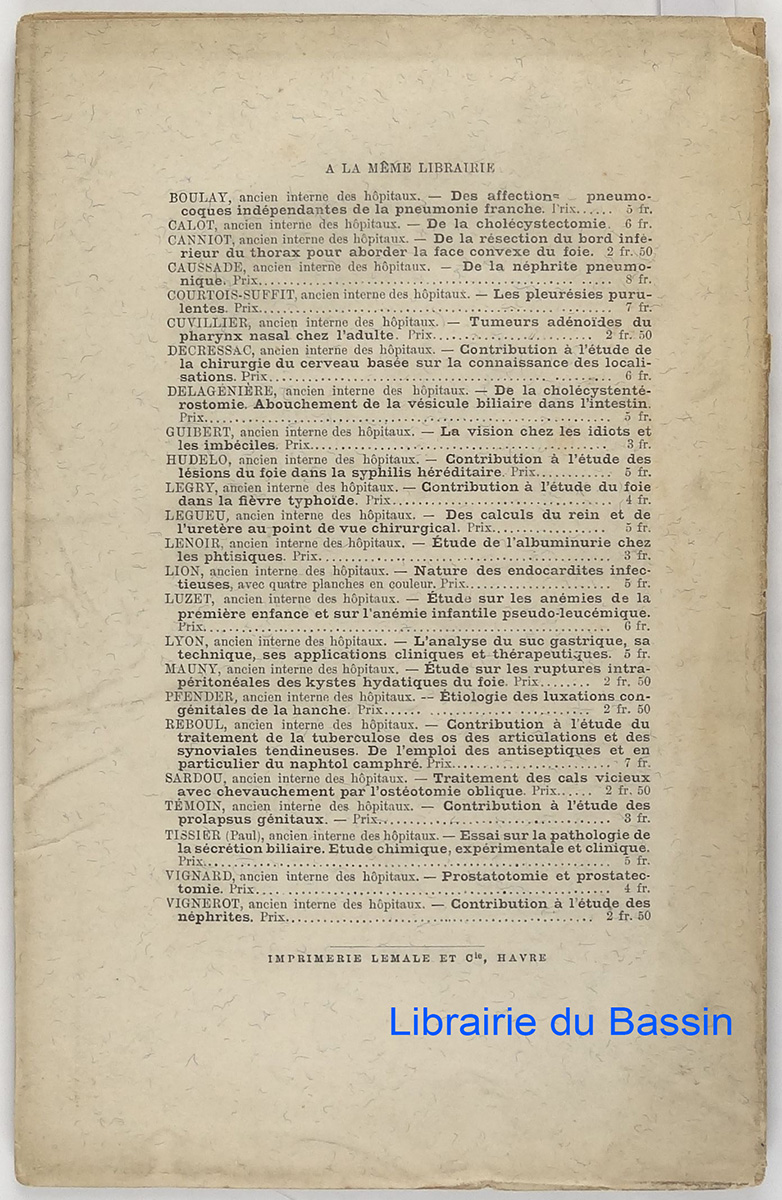 A LA MÊME LIBRAIRIE
BOULAY, ancien interne des hôpitaux. — Des affections pneumo-
coques indépendantes de la pneumonie franche. Prix...... 5 fr.
CALOT, ancien interne des hôpitaux. — De la cholécystectomie. 6 fr.
CANNIOT, ancien interne des hôpitaux. — De la résection du bord infé-
rieur du thorax pour aborder la face convexe du foie. 2 fr. 50
CAUSSADE, ancien interne des hôpitaux. — De la néphrite pneumo-
nique. Prix........ 8 fr.
COURTOIS-SUFFIT, ancien interne des hôpitaux. — Les pleurésies puru-
lentes. Prix........ 7 fr.
CUVILLIER, ancien interne des hôpitaux. — Tumeurs adénoïdes du
pharynx nasal chez l'adulte. Prix........ 2 fr. 50
DECRESSAC, ancien interne des hôpitaux. — Contribution à l'étude de
la chirurgie du cerveau basée sur la connaissance des locali-
sations. Prix........ 6 fr.
DELAGÉNIÈRE, ancien interne des hôpitaux. — De la cholécystenté-
rostomie. Abouchement de la vésicule biliaire dans l'intestin.
Prix........ 5 fr.
GUIBERT, ancien interne des hôpitaux. — La vision chez les idiots et
les imbéciles. Prix........ 3 fr.
HUDELO, ancien interne des hôpitaux. — Contribution à l'étude des
lésions du foie dans la syphilis héréditaire. Prix........ 5 fr.
LEGRY, ancien interne des hôpitaux. — Contribution à l'étude du foie
dans la fièvre typhoïde. Prix........ 4 fr.
LEGUEU, ancien interne des hôpitaux. — Des calculs du rein et de
l'uretère au point de vue chirurgical. Prix........ 5 fr.
LENOIR, ancien interne des hôpitaux. — Étude de l'albuminurie chez
les phtisiques. Prix........ 3 fr.
LION, ancien interne des hôpitaux. — Nature des endocardites infec-
tieuses, avec quatre planches en couleur. Prix........ 5 fr.
LUZET, ancien interne des hôpitaux. — Étude sur les anémies de la
première enfance et sur l'anémie infantile pseudo-leucémique.
Prix........ 6 fr.
LYON, ancien interne des hôpitaux. — L'analyse du suc gastrique, sa
technique, ses applications cliniques et thérapeutiques. 5 fr.
MAUNY, ancien interne des hôpitaux. — Étude sur les ruptures intra-
péritonéales des kystes hydatiques du foie. Prix........ 2 fr. 50
PFENDER, ancien interne des hôpitaux. — Étiologie des luxations con-
génitales de la hanche. Prix........ 2 fr. 50
REBOUL, ancien interne des hôpitaux. — Contribution à l'étude du
traitement de la tuberculose des os des articulations et des
synoviales tendineuses. De l'emploi des antiseptiques et en
particulier du naphtol camphré. Prix........ 7 fr.
SARDOU, ancien interne des hôpitaux. — Traitement des cals vicieux
avec chevauchement par l'ostéotomie oblique. Prix...... 2 fr. 50
TÉMOIN, ancien interne des hôpitaux. — Contribution à l'étude des
prolapsus génitaux. — Prix........ 3 fr.
TISSIER (Paul), ancien interne des hôpitaux. — Essai sur la pathologie de
la sécrétion biliaire. Etude chimique, expérimentale et clinique.
Prix........ 5 fr.
VIGNARD, ancien interne des hôpitaux. — Prostatotomie et prostatec-
tomie. Prix........ 4 fr.
VIGNEROT, ancien interne des hôpitaux. — Contribution à l'étude des
néphrites. Prix........ 2 fr. 50
IMPRIMERIE LEMALE ET Cie, HAVRE
Librairie du Bassin